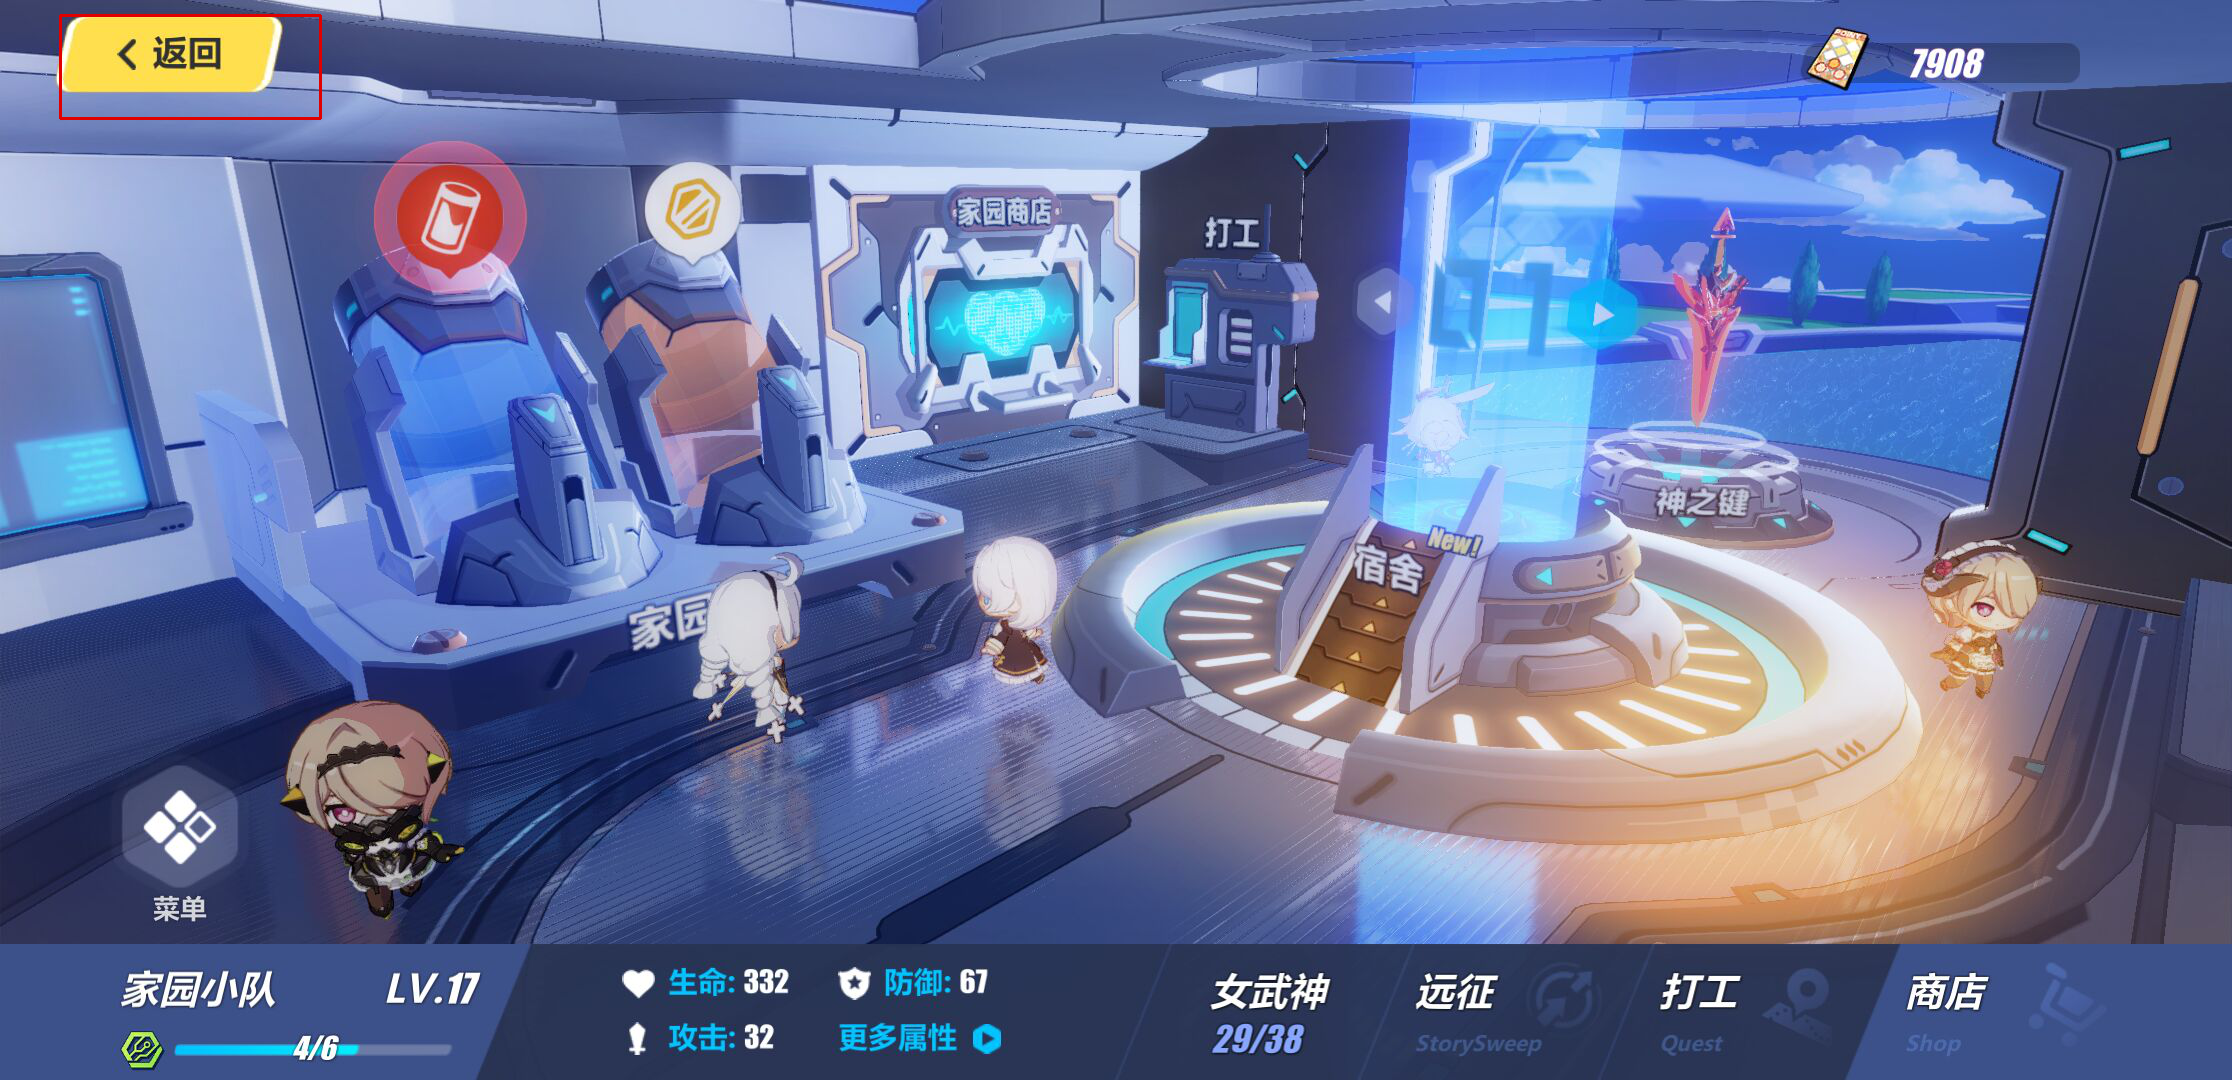 返回
7908
家园商店
打工
神之键
New!
宿舍
家园
菜单
家园小队 LV.17
4/6
生命: 332
防御: 67
攻击: 32
更多属性
女武神
29/38
远征
StorySweep
打工
Quest
商店
Shop